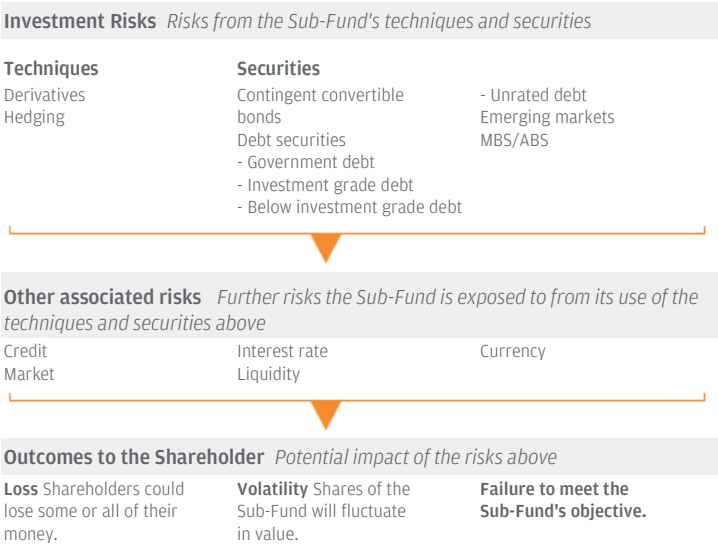 Investment Risks Risks from the Sub-Fund's techniques and securities
Techniques
Derivatives
Hedging
Securities
Contingent convertible
bonds
Debt securities
- Government debt
- Investment grade debt
- Below investment grade debt
- Unrated debt
Emerging markets
MBS/ABS
Other associated risks Further risks the Sub-Fund is exposed to from its use of the
techniques and securities above
Credit
Market
Interest rate
Liquidity
Currency
Outcomes to the Shareholder Potential impact of the risks above
Loss Shareholders could
lose some or all of their
money.
Volatility Shares of the
Sub-Fund will fluctuate
in value.
Failure to meet the
Sub-Fund's objective.